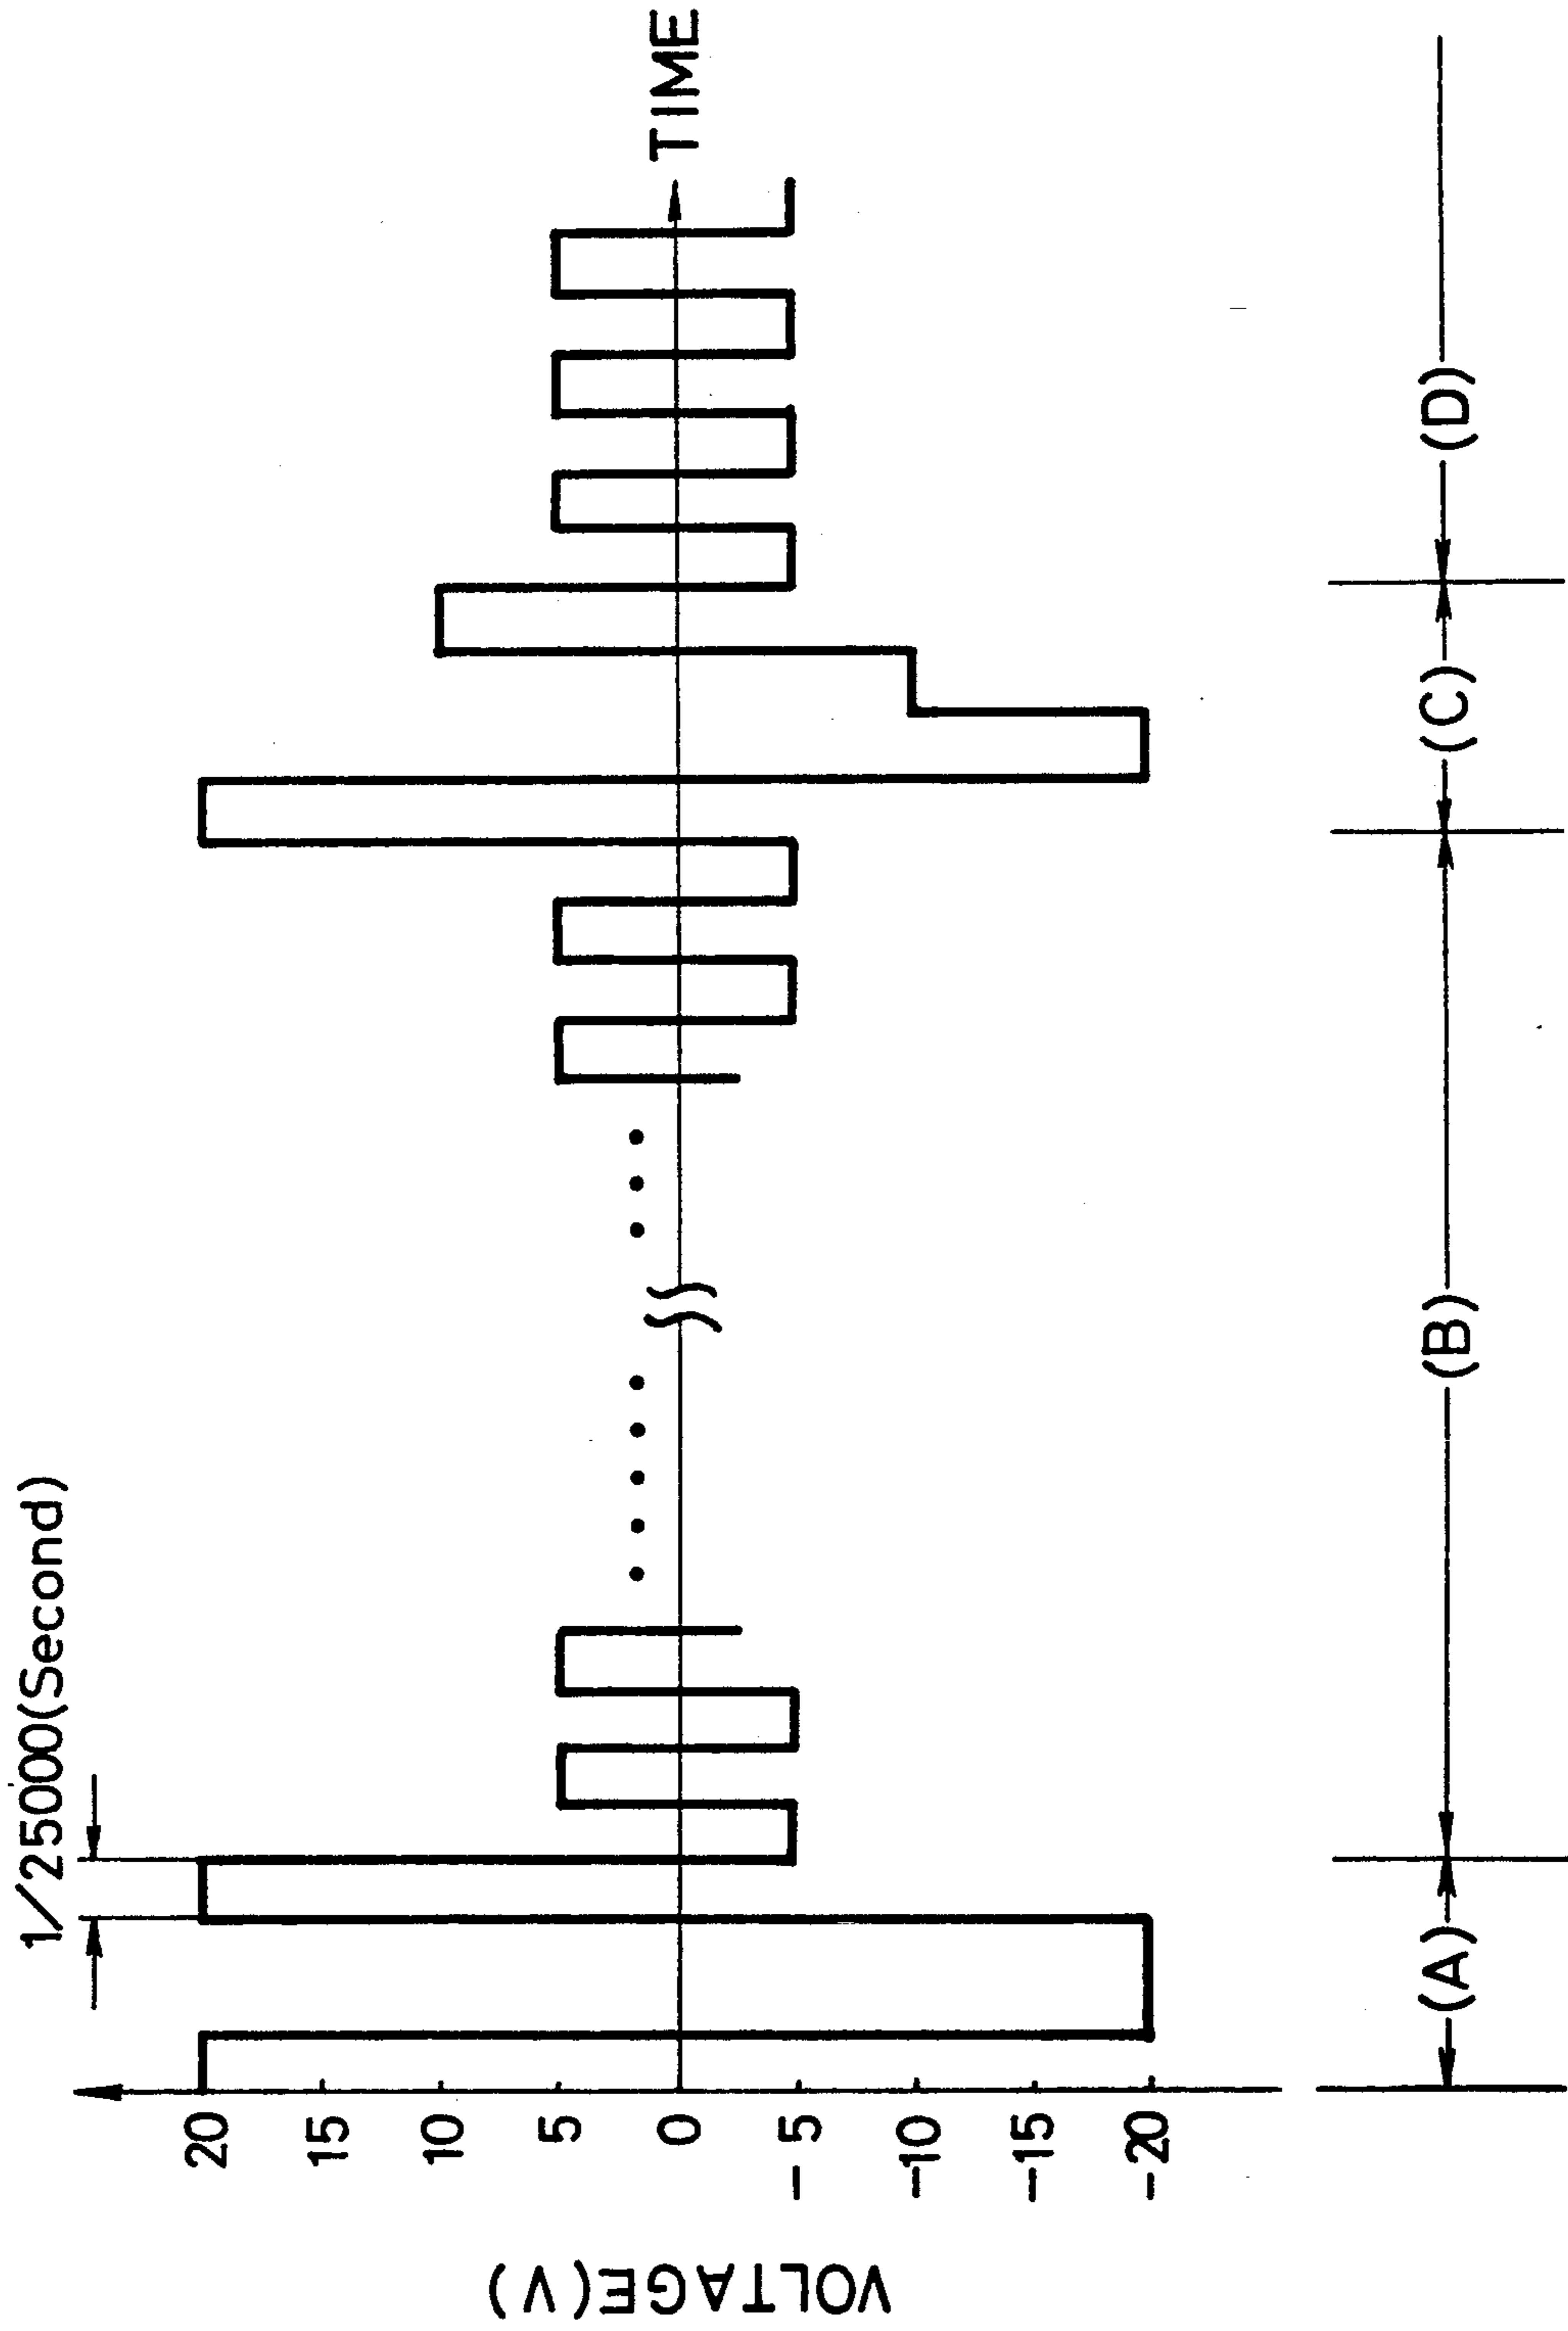 1/25000(Second)
VOLTAGE(V)
20
15
10
5
0
-5
-10
-15
-20
TIME
(A)
(B)
(C)
(D)